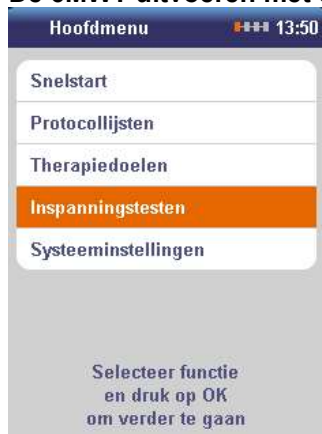 Hoofdmenu 13:50
Snelstart
Protocollijsten
Therapiedoelen
Inspanningstesten
Systeeminstellingen
Selecteer functie
en druk op OK
om verder te gaan